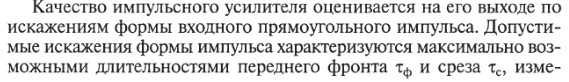 Качество импульсного усилителя оценивается на его выходе по
искажениям формы входного прямоугольного импульса. Допусти-
мые искажения формы импульса характеризуются максимально воз-
можными длительностями переднего фронта τф и среза τс, изме-